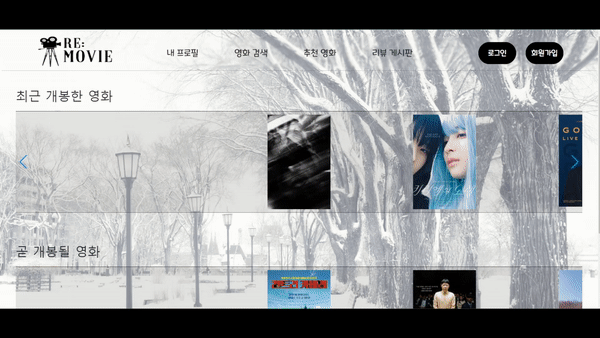 RE:
MOVIE
내 프로필
영화 검색
추천 영화
리뷰 게시판
로그인
회원가입
최근 개봉한 영화
GO
LIVE
곧 개봉될 영화